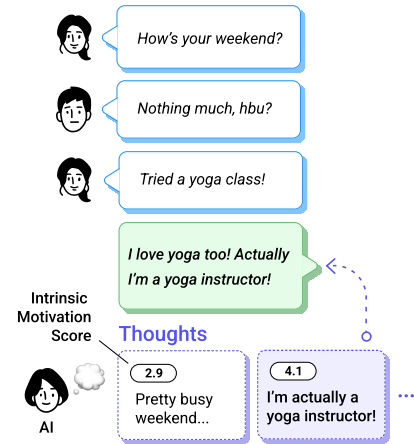 How's your weekend?
Nothing much, hbu?
Tried a yoga class!
I love yoga too! Actually
I'm a yoga instructor!
Intrinsic
Motivation
Score
Thoughts
AI
2.9
Pretty busy
weekend...
4.1
I'm actually a
yoga instructor!
...